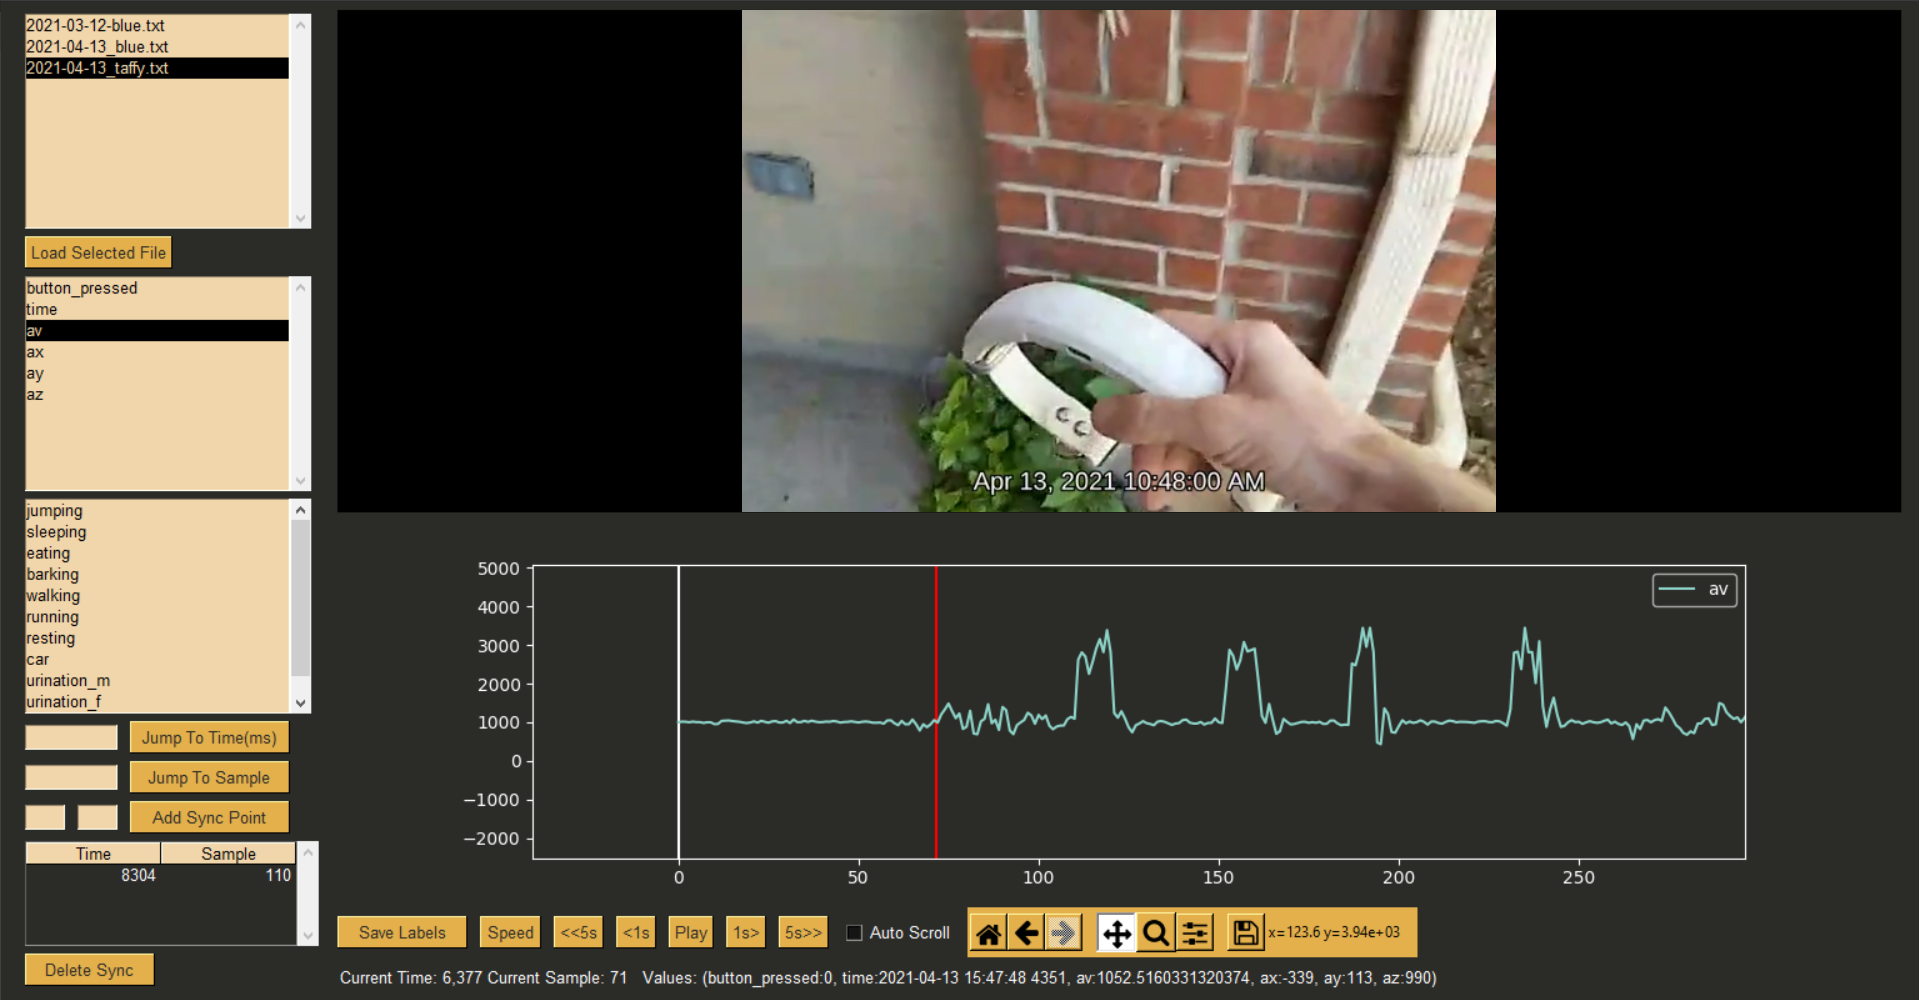 2021-03-12-blue.txt
2021-04-13_blue.txt
2021-04-13_taffy.txt
Load Selected File
button_pressed
time
av
ax
ay
az
jumping
sleeping
eating
barking
walking
running
resting
car
urination_m
urination_f
Jump To Time(ms)
Jump To Sample
Add Sync Point
Time Sample
8304 110
Delete Sync
Apr 13, 2021 10:48:00 AM
av
5000
4000
3000
2000
1000
0
−1000
−2000
0 50 100 150 200 250
Save Labels Speed <<5s <1s Play 1s> 5s>> Auto Scroll x=123.6 y=3.94e+03
Current Time: 6,377 Current Sample: 71 Values: (button_pressed:0, time:2021-04-13 15:47:48 4351, av:1052.5160331320374, ax:-339, ay:113, az:990)